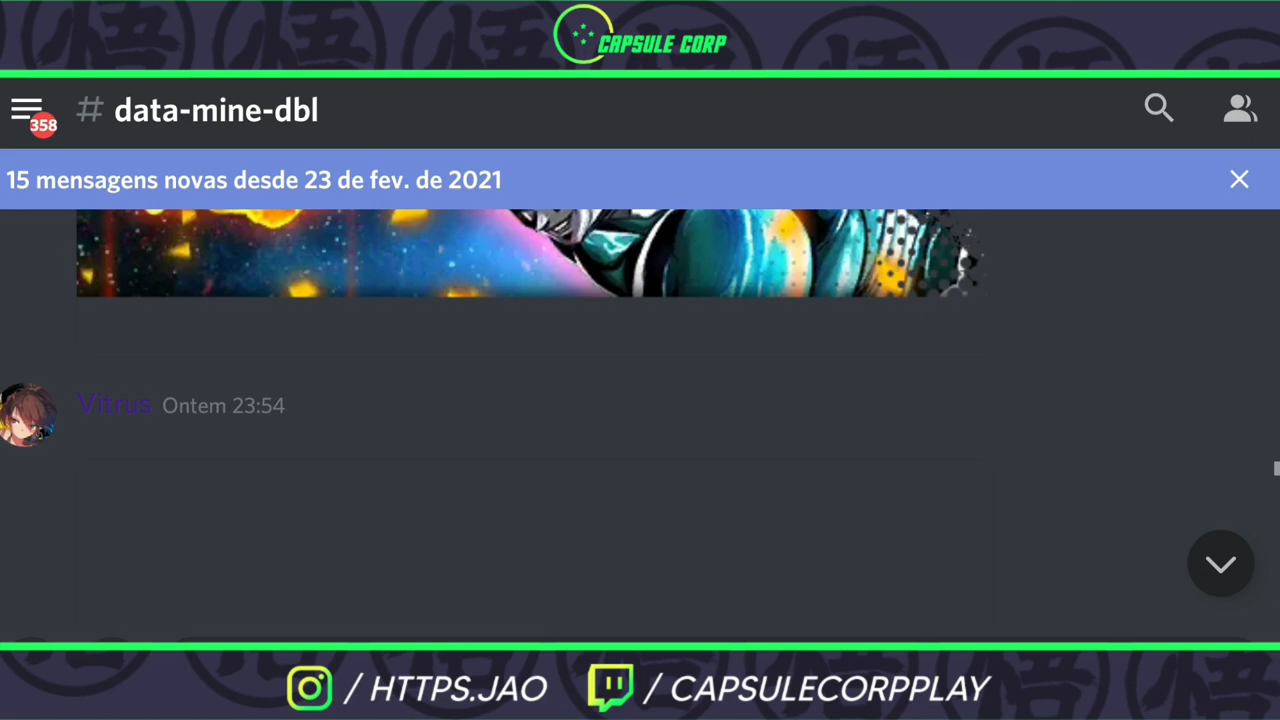 CAPSULE CORP
358
# data-mine-dbl
15 mensagens novas desde 23 de fev. de 2021
Vitrus Ontem 23:54
/ HTTPS.JAO / CAPSULECORPPLAY